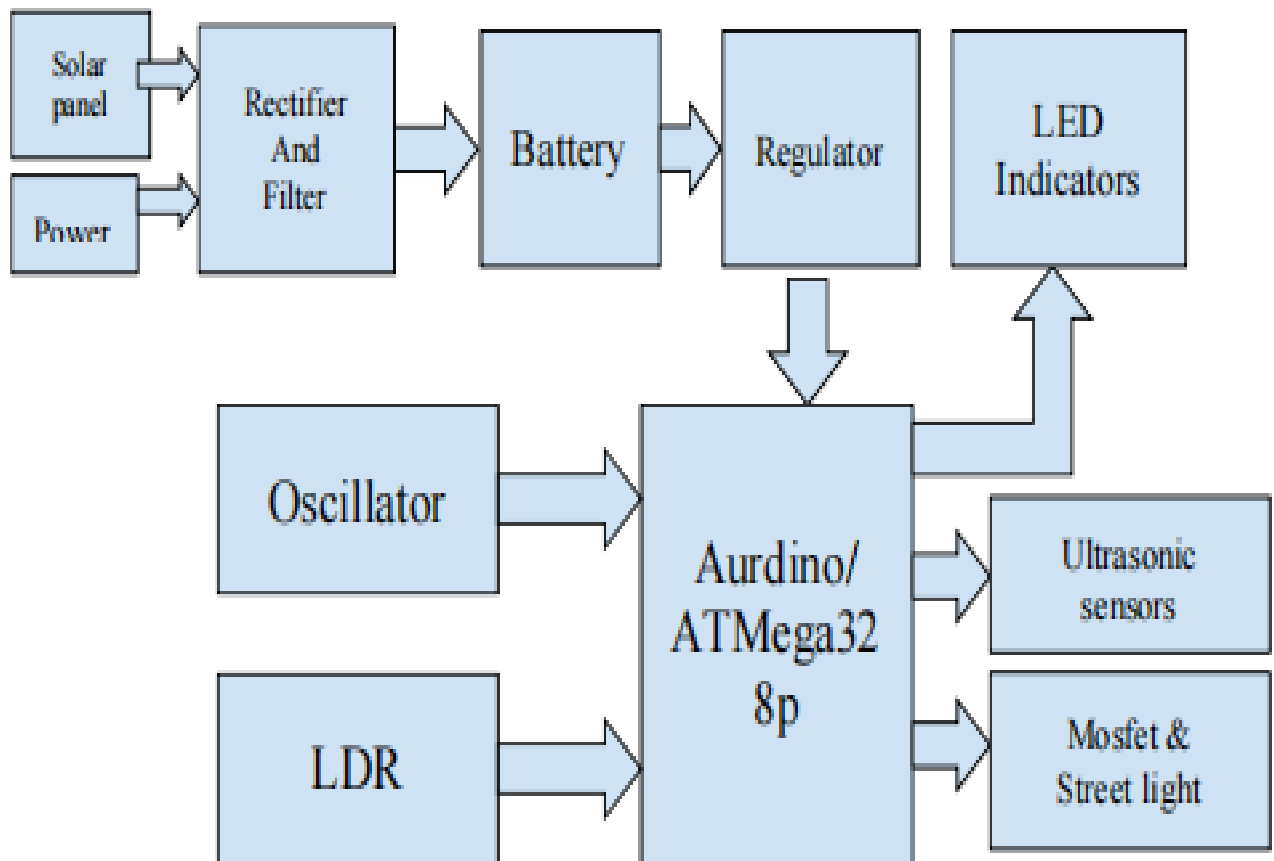 Solar
panel
Power
Rectifier
And
Filter
Battery
Regulator
LED
Indicators
Oscillator
LDR
Aurdino/
ATMega32
8p
Ultrasonic
sensors
Mosfet &
Street light